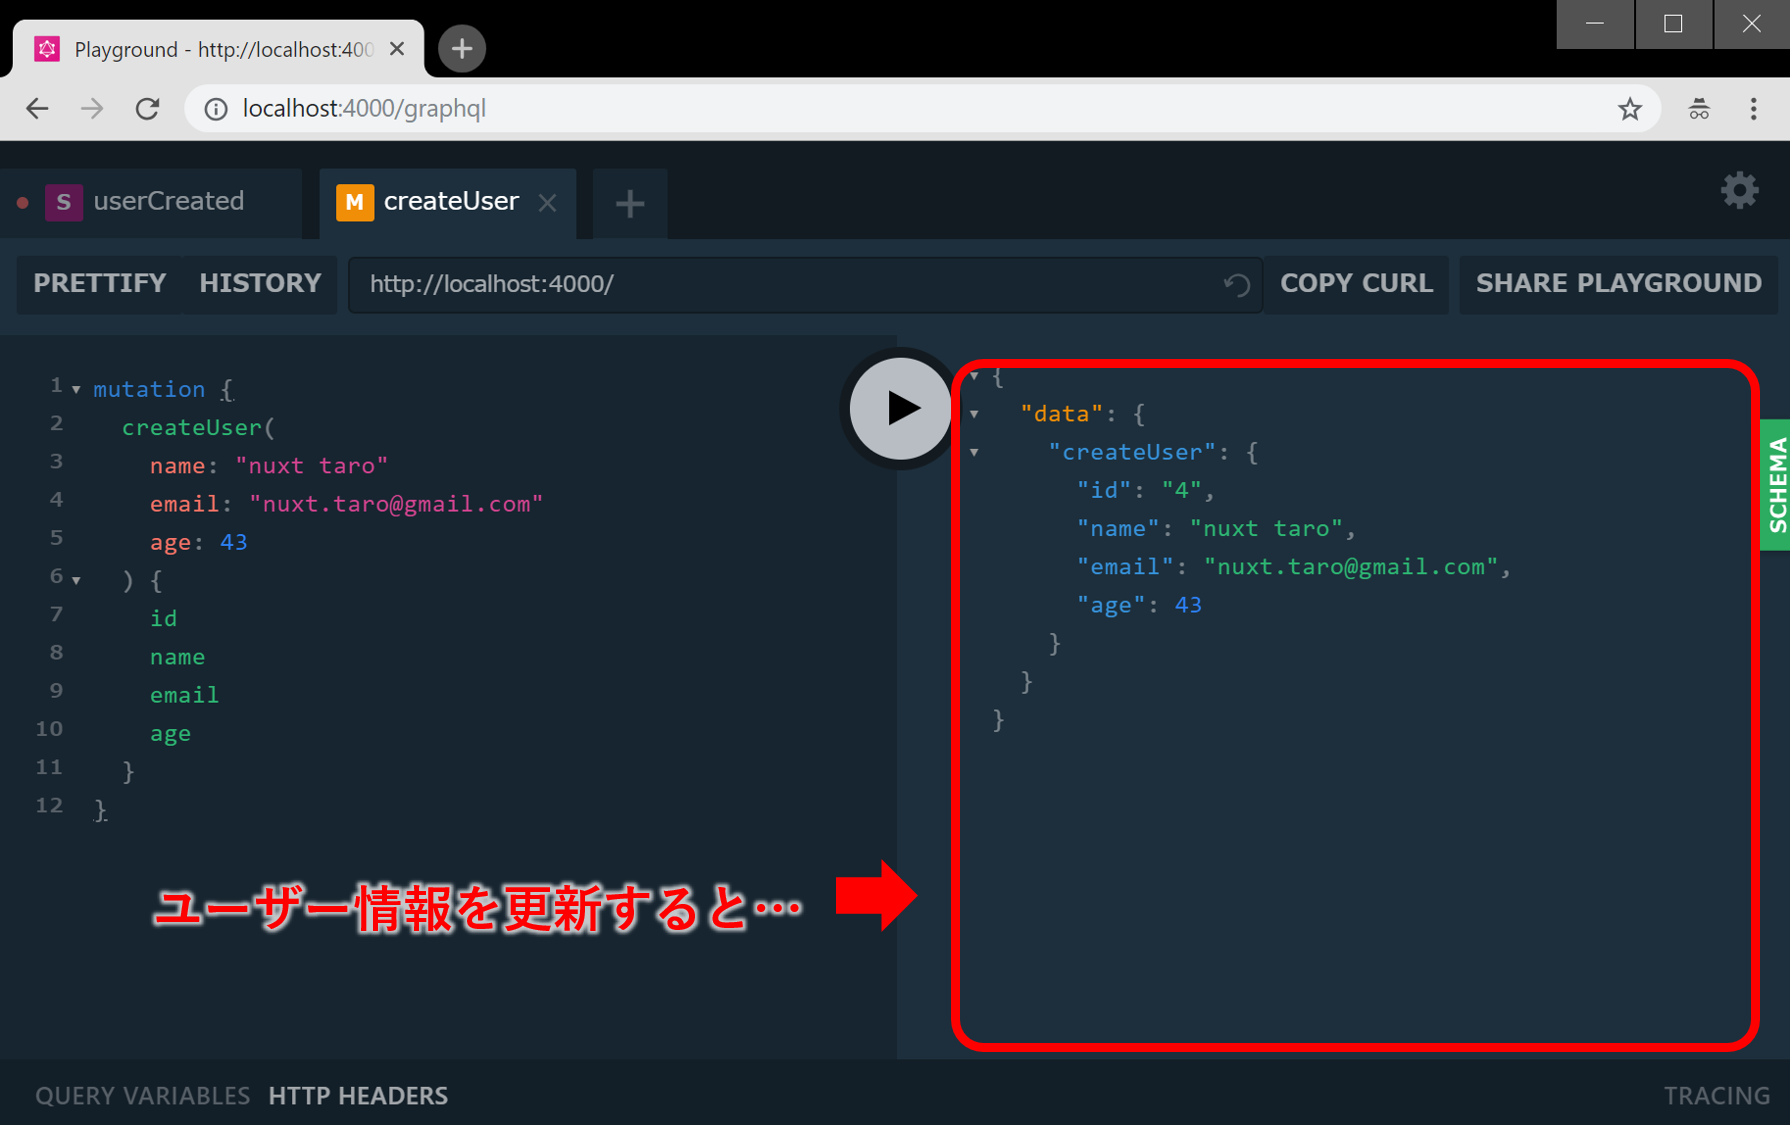 Playground - http://localhost:400
localhost:4000/graphql
S userCreated
M createUser
PRETTIFY
HISTORY
http://localhost:4000/
COPY CURL
SHARE PLAYGROUND
1 mutation {
2 createUser(
3 name: "nuxt taro"
4 email: "nuxt.taro@gmail.com"
5 age: 43
6 ) {
7 id
8 name
9 email
10 age
11 }
12 }
{
"data": {
"createUser": {
"id": "4",
"name": "nuxt taro",
"email": "nuxt.taro@gmail.com",
"age": 43
}
}
}
SCHEMA
ユーザー情報を更新すると…
QUERY VARIABLES
HTTP HEADERS
TRACING